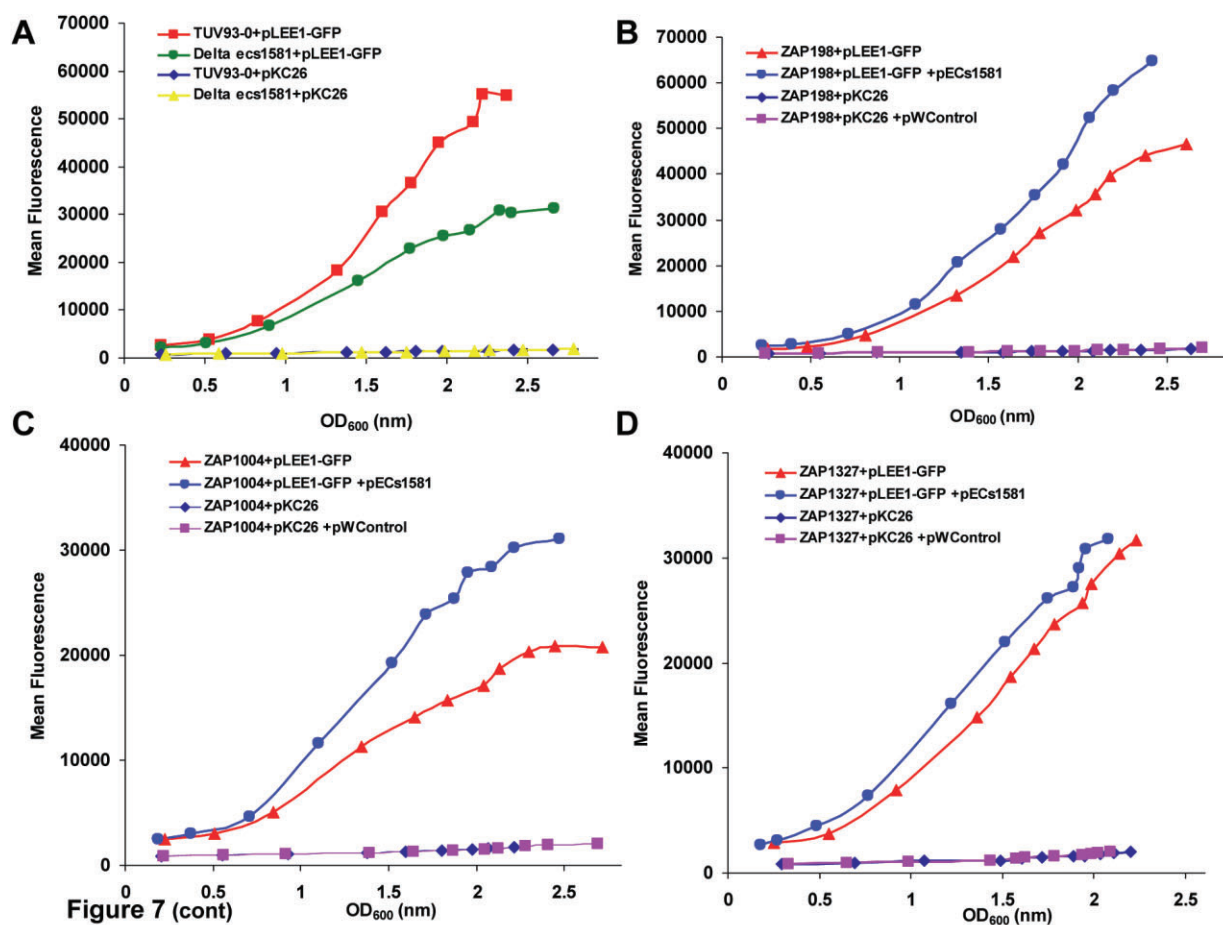 A
TUV93-0+pLEE1-GFP
Delta ecs1581+pLEE1-GFP
TUV93-0+pKC26
Delta ecs1581+pKC26
Mean Fluorescence
70000
60000
50000
40000
30000
20000
10000
0
0 0.5 1 1.5 2 2.5
OD600 (nm)
B
ZAP198+pLEE1-GFP
ZAP198+pLEE1-GFP +pECs1581
ZAP198+pKC26
ZAP198+pKC26 +pWControl
Mean Fluorescence
70000
60000
50000
40000
30000
20000
10000
0
0 0.5 1 1.5 2 2.5
OD600 (nm)
C
ZAP1004+pLEE1-GFP
ZAP1004+pLEE1-GFP +pECs1581
ZAP1004+pKC26
ZAP1004+pKC26 +pWControl
Mean Fluorescence
40000
30000
20000
10000
0
0 0.5 1 1.5 2 2.5
OD600 (nm)
D
ZAP1327+pLEE1-GFP
ZAP1327+pLEE1-GFP +pECs1581
ZAP1327+pKC26
ZAP1327+pKC26 +pWControl
Mean Fluorescence
40000
30000
20000
10000
0
0 0.5 1 1.5 2 2.5
OD600 (nm)
Figure 7 (cont)